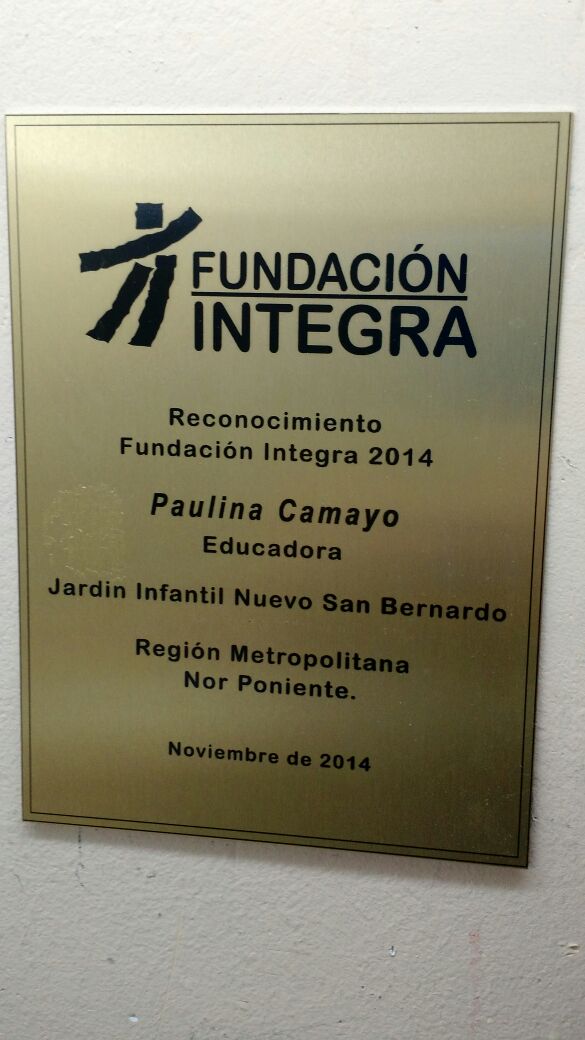 FUNDACIÓN
INTEGRA
Reconocimiento
Fundación Integra 2014
Paulina Camayo
Educadora
Jardin Infantil Nuevo San Bernardo
Región Metropolitana
Nor Poniente.
Noviembre de 2014